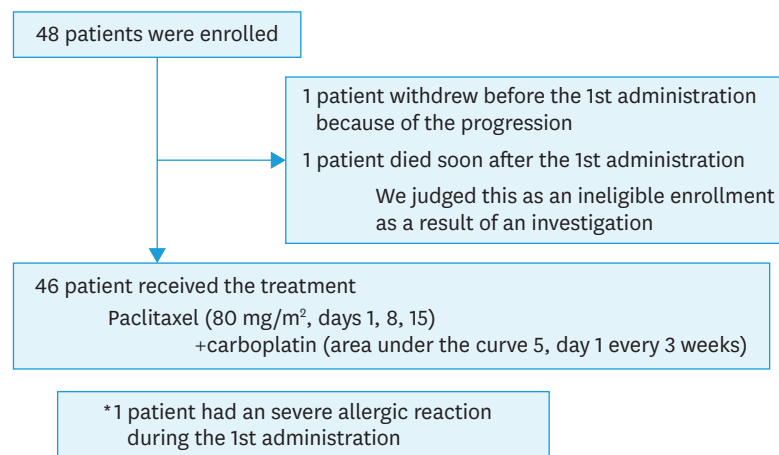 48 patients were enrolled
1 patient withdrew before the 1st administration
because of the progression
1 patient died soon after the 1st administration
We judged this as an ineligible enrollment
as a result of an investigation
46 patient received the treatment
Paclitaxel (80 mg/m², days 1, 8, 15)
+carboplatin (area under the curve 5, day 1 every 3 weeks)
*1 patient had an severe allergic reaction
during the 1st administration